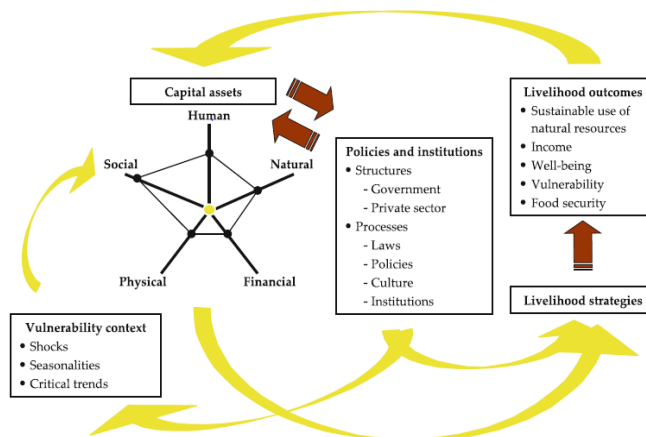 Capital assets
Human
Social
Natural
Physical
Financial
Vulnerability context
• Shocks
• Seasonalities
• Critical trends
Policies and institutions
• Structures
- Government
- Private sector
• Processes
- Laws
- Policies
- Culture
- Institutions
Livelihood outcomes
• Sustainable use of
natural resources
• Income
• Well-being
• Vulnerability
• Food security
Livelihood strategies